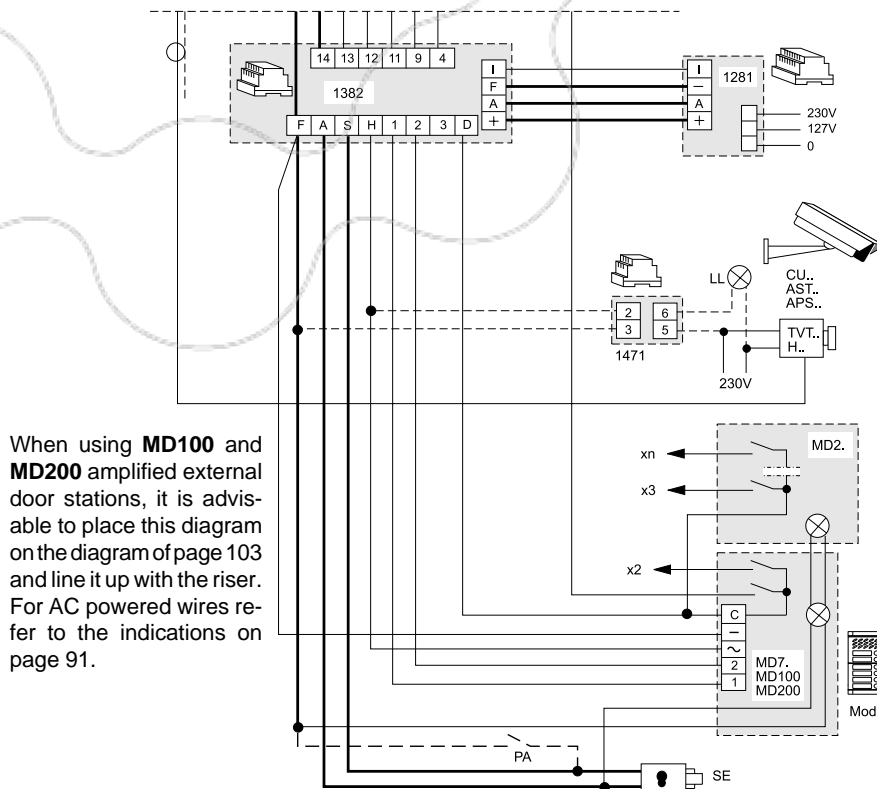 14 13 12 11 9 4
1382
I
F
A
+
F A S H 1 2 3 D
I
–
A
+
1281
230V
127V
0
LL
CU..
AST..
APS..
2 6
3 5
1471
TVT..
H..
230V
When using MD100 and
MD200 amplified external
door stations, it is advis-
able to place this diagram
on the diagram of page 103
and line it up with the riser.
For AC powered wires re-
fer to the indications on
page 91.
xn
x3
MD2.
x2
C
–
~
2
1
MD7.
MD100
MD200
Mod
PA
SE